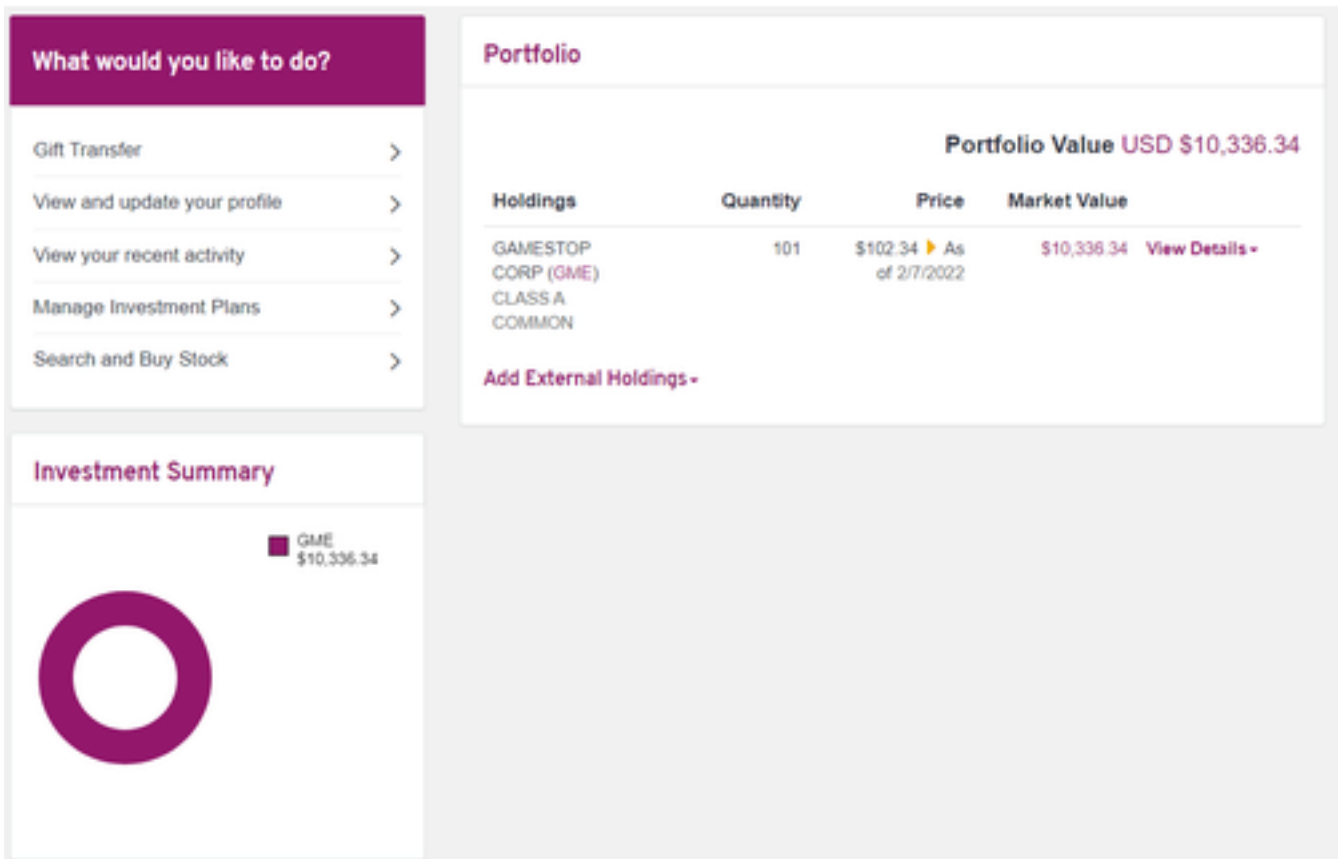 What would you like to do?
Gift Transfer
View and update your profile
View your recent activity
Manage Investment Plans
Search and Buy Stock
Portfolio
Portfolio Value USD $10,336.34
Holdings Quantity Price Market Value
GAMESTOP 101 $102.34 As $10,336.34 View Details
CORP (GME) of 2/7/2022
CLASS A
COMMON
Add External Holdings
Investment Summary
GME
$10,336.34